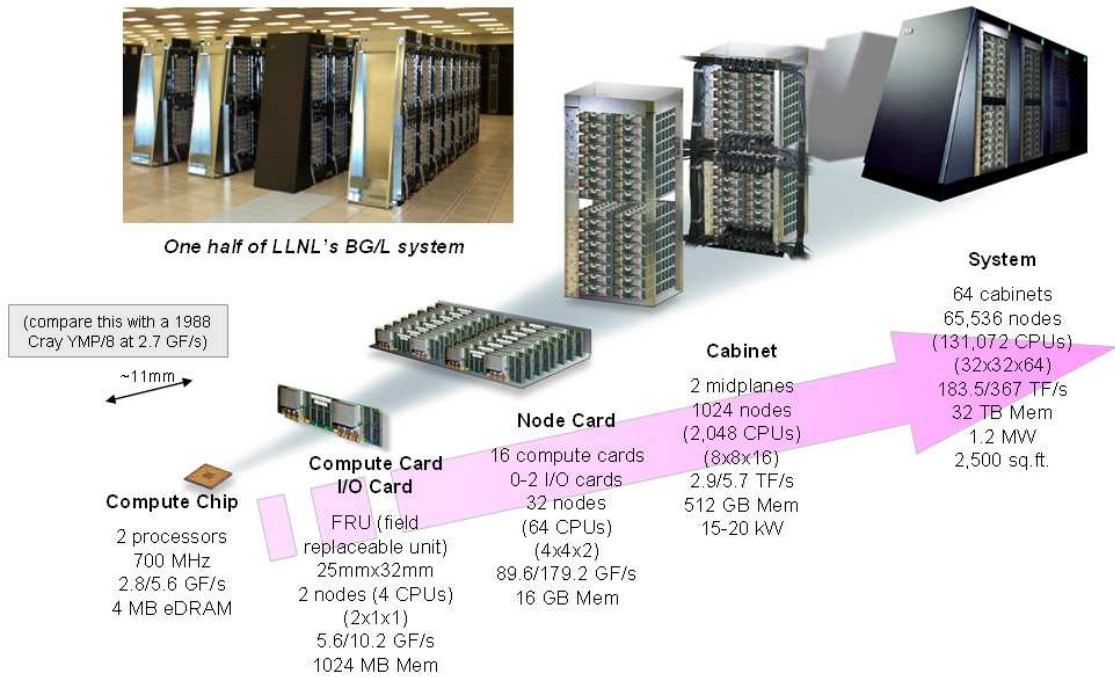 One half of LLNL's BG/L system
(compare this with a 1988
Cray YMP/8 at 2.7 GF/s)
~11mm
Compute Chip
2 processors
700 MHz
2.8/5.6 GF/s
4 MB eDRAM
Compute Card
I/O Card
FRU (field
replaceable unit)
25mmx32mm
2 nodes (4 CPUs)
(2x1x1)
5.6/10.2 GF/s
1024 MB Mem
Node Card
16 compute cards
0-2 I/O cards
32 nodes
(64 CPUs)
(4x4x2)
89.6/179.2 GF/s
16 GB Mem
Cabinet
2 midplanes
1024 nodes
(2,048 CPUs)
(8x8x16)
2.9/5.7 TF/s
512 GB Mem
15-20 kW
System
64 cabinets
65,536 nodes
(131,072 CPUs)
(32x32x64)
183.5/367 TF/s
32 TB Mem
1.2 MW
2,500 sq.ft.